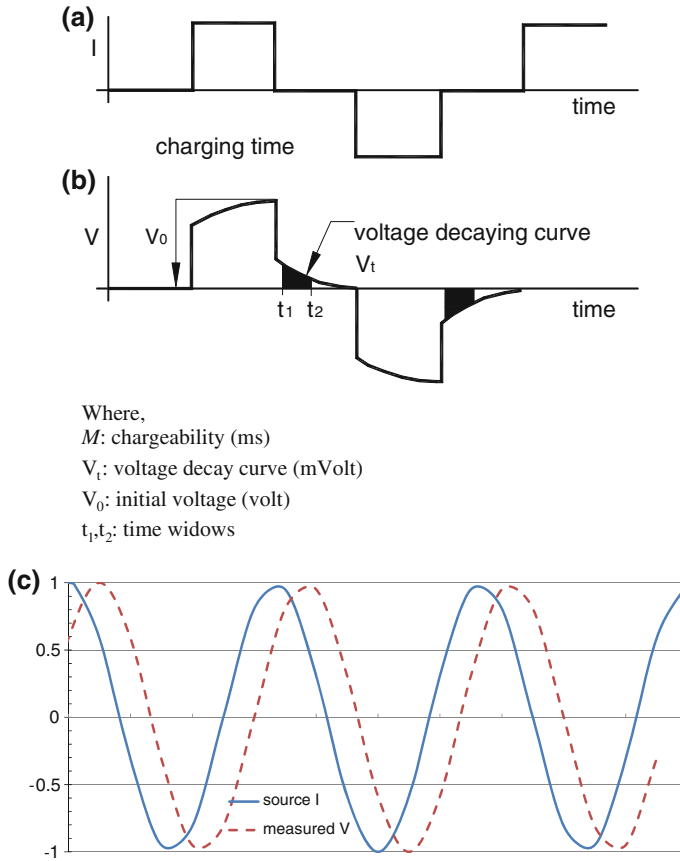 (a)
I
time
charging time
(b)
V
V0
voltage decaying curve
Vt
t1 t2
time
Where,
M: chargeability (ms)
Vt: voltage decay curve (mVolt)
V0: initial voltage (volt)
t1,t2: time widows
(c)
1
0.5
0
-0.5
-1
source I
measured V